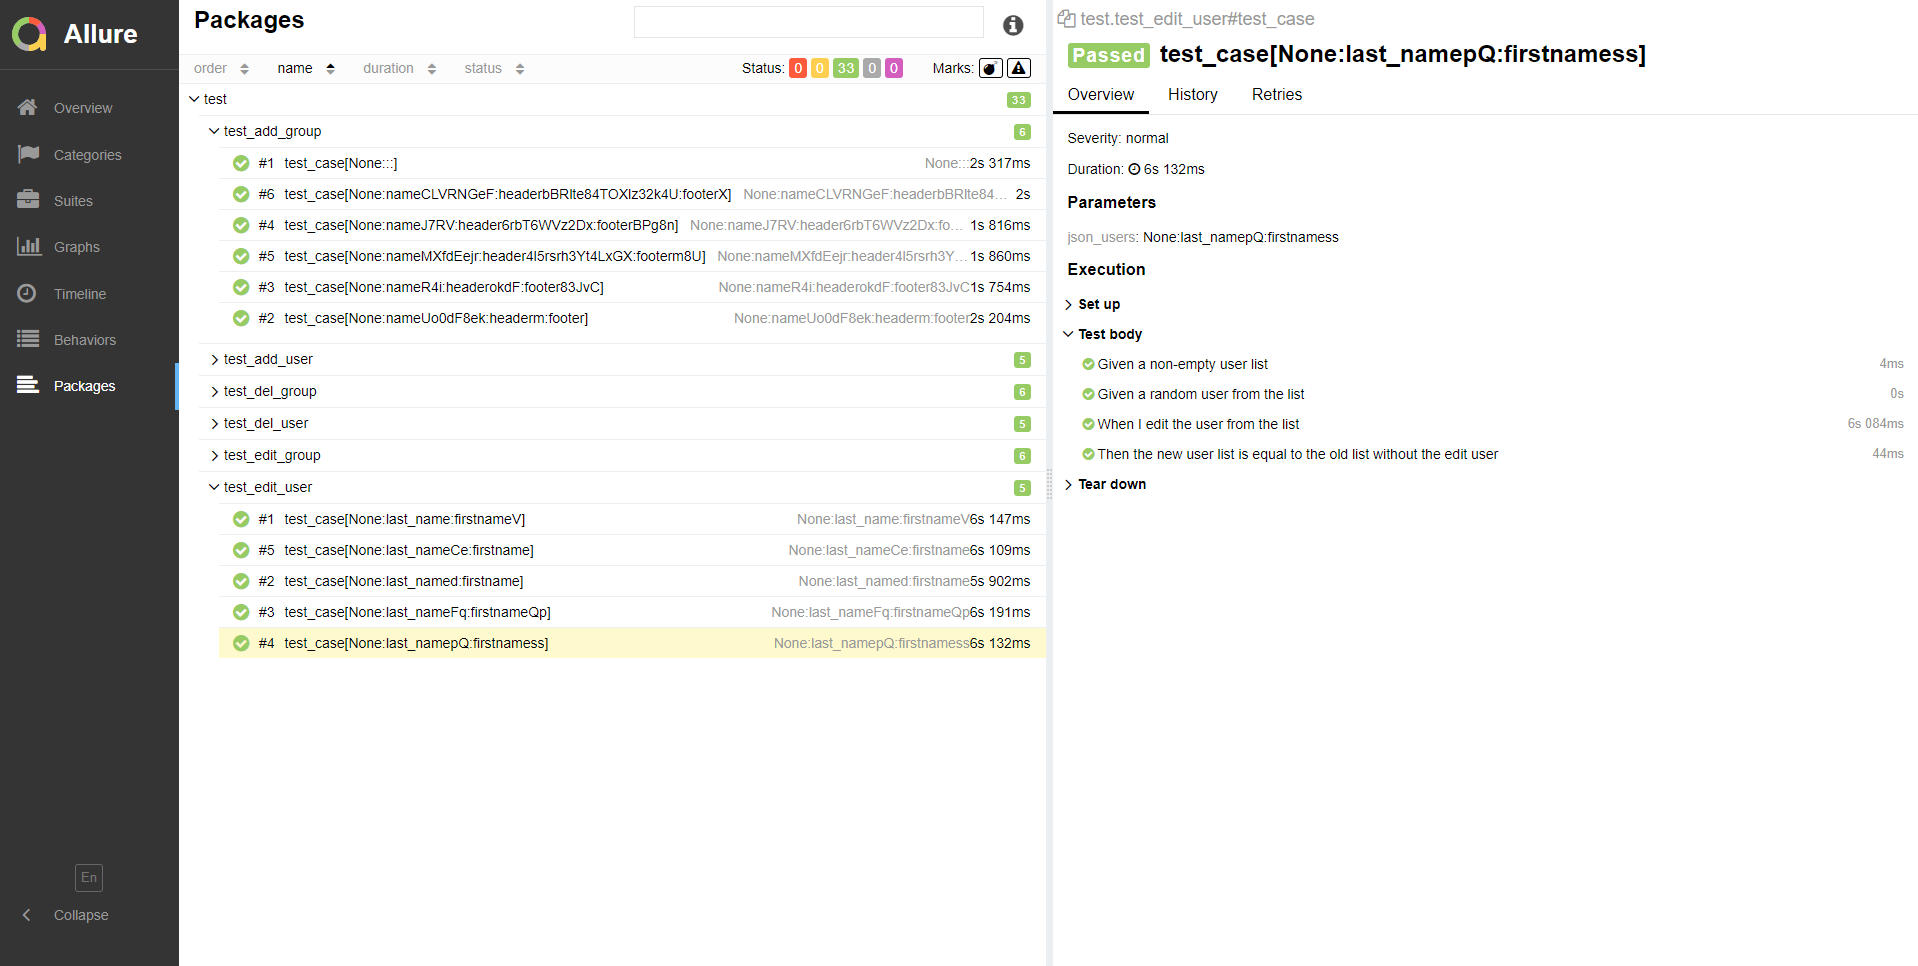 Allure
Overview
Categories
Suites
Graphs
Timeline
Behaviors
Packages
En
Collapse
Packages
order name duration status Status: 0 0 33 0 0 Marks:
test 33
test_add_group 6
#1 test_case[None:::] None:::2s 317ms
#6 test_case[None:nameCLVRNGeF:headerbBRIte84TOXIz32k4U:footerX] None:nameCLVRNGeF:headerbBRIte84... 2s
#4 test_case[None:nameJ7RV:header6rbT6WVz2Dx:footerBPg8n] None:nameJ7RV:header6rbT6WVz2Dx:fo... 1s 816ms
#5 test_case[None:nameMXfdEejr:header4l5rsrh3Yt4LxGX:footerm8U] None:nameMXfdEejr:header4l5rsrh3Y... 1s 860ms
#3 test_case[None:nameR4i:headerokdF:footer83JvC] None:nameR4i:headerokdF:footer83JvC1s 754ms
#2 test_case[None:nameUo0dF8ek:headerm:footer] None:nameUo0dF8ek:headerm:footer2s 204ms
test_add_user 5
test_del_group 6
test_del_user 5
test_edit_group 6
test_edit_user 5
#1 test_case[None:last_name:firstnameV] None:last_name:firstnameV6s 147ms
#5 test_case[None:last_nameCe:firstname] None:last_nameCe:firstname6s 109ms
#2 test_case[None:last_named:firstname] None:last_named:firstname5s 902ms
#3 test_case[None:last_nameFq:firstnameQp] None:last_nameFq:firstnameQp6s 191ms
#4 test_case[None:last_namepQ:firstnamess] None:last_namepQ:firstnamess6s 132ms
test.test_edit_user#test_case
Passed test_case[None:last_namepQ:firstnamess]
Overview History Retries
Severity: normal
Duration: 6s 132ms
Parameters
json_users: None:last_namepQ:firstnamess
Execution
Set up
Test body
Given a non-empty user list 4ms
Given a random user from the list 0s
When I edit the user from the list 6s 084ms
Then the new user list is equal to the old list without the edit user 44ms
Tear down